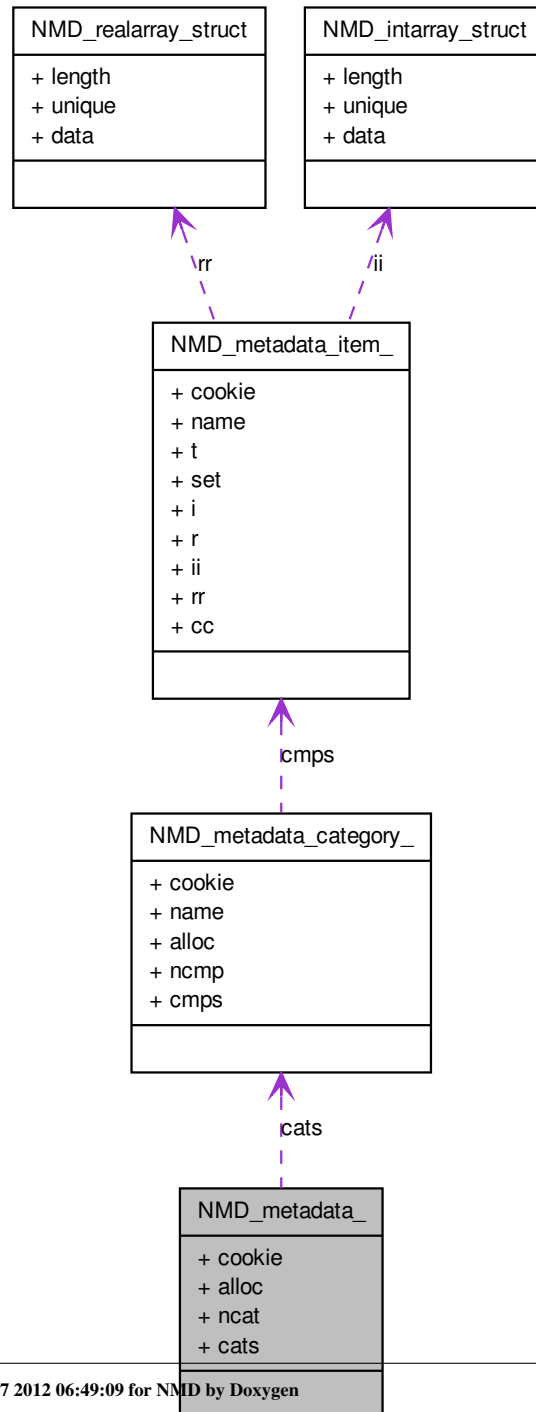 NMD_realarray_struct
+ length
+ unique
+ data
NMD_intarray_struct
+ length
+ unique
+ data
rr
ii
NMD_metadata_item_
+ cookie
+ name
+ t
+ set
+ i
+ r
+ ii
+ rr
+ cc
cmps
NMD_metadata_category_
+ cookie
+ name
+ alloc
+ ncmp
+ cmps
cats
NMD_metadata_
+ cookie
+ alloc
+ ncat
+ cats
7 2012 06:49:09 for NMD by Doxygen